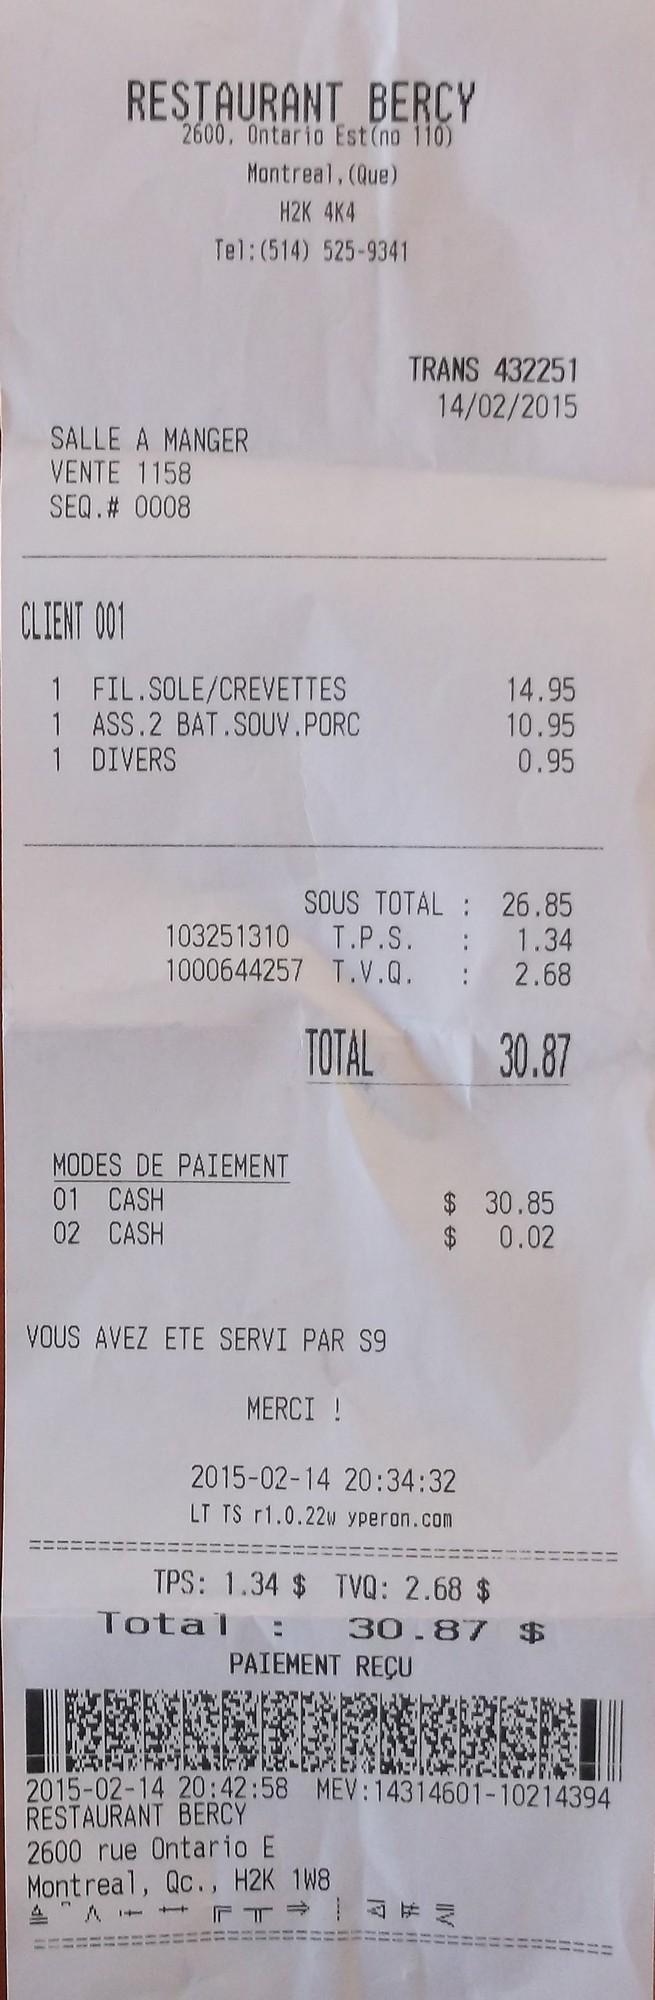 RESTAURANT BERCY
2600, Ontario Est(no 110)
Montreal,(Que)
H2K 4K4
Tel:(514) 525-9341
TRANS 432251
14/02/2015
SALLE A MANGER
VENTE 1158
SEQ.# 0008
CLIENT 001
1 FIL.SOLE/CREVETTES 14.95
1 ASS.2 BAT.SOUV.PORC 10.95
1 DIVERS 0.95
SOUS TOTAL : 26.85
103251310 T.P.S. : 1.34
1000644257 T.V.Q. : 2.68
TOTAL 30.87
MODES DE PAIEMENT
01 CASH $ 30.85
02 CASH $ 0.02
VOUS AVEZ ETE SERVI PAR S9
MERCI !
2015-02-14 20:34:32
LT TS r1.0.22w yperon.com
TPS: 1.34 $ TVQ: 2.68 $
Total : 30.87 $
PAIEMENT REÇU
2015-02-14 20:42:58 MEV:14314601-10214394
RESTAURANT BERCY
2600 rue Ontario E
Montreal, Qc., H2K 1W8